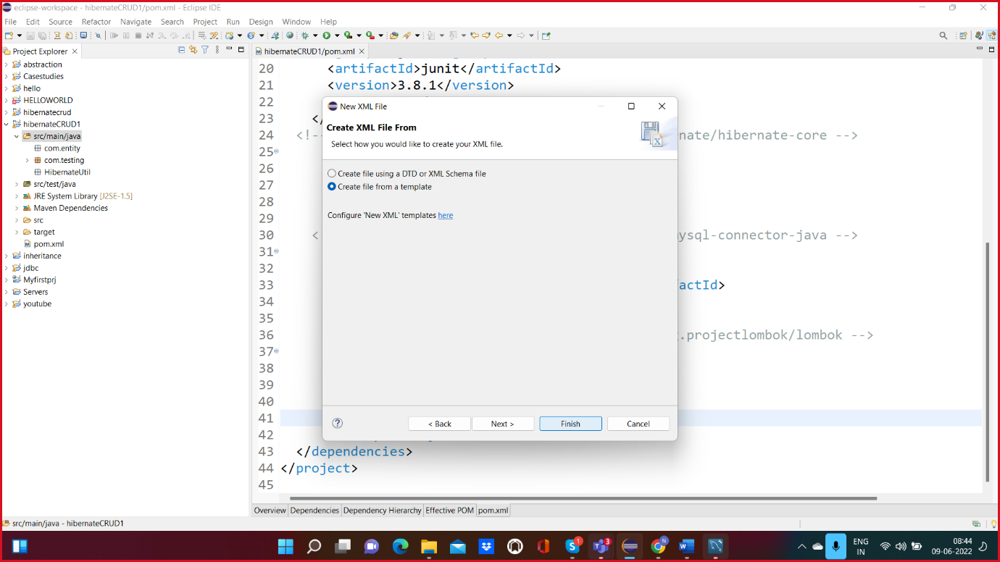 eclipse-workspace - hibernateCRUD1/pom.xml - Eclipse IDE
File Edit Source Refactor Navigate Search Project Run Design Window Help
Project Explorer
hibernateCRUD1/pom.xml
abstraction
Casestudies
hello
HELLOWORLD
hibernatecrud
hibernateCRUD1
src/main/java
com.entity
com.testing
HibernateUtil
src/test/java
JRE System Library [J2SE-1.5]
Maven Dependencies
src
target
pom.xml
inheritance
jdbc
Myfirstprj
Servers
youtube
20 <artifactId>junit</artifactId>
21 <version>3.8.1</version>
22
23 </
24 <!-- nate/hibernate-core -->
25
26
27
28
29
30 < ysql-connector-java -->
31
32
33 factId>
34
35
36 .projectlombok/lombok -->
37
38
39
40
41
42
43 </dependencies>
44 </project>
45
New XML File
Create XML File From
Select how you would like to create your XML file.
Create file using a DTD or XML Schema file
Create file from a template
Configure 'New XML' templates here
< Back Next > Finish Cancel
Overview Dependencies Dependency Hierarchy Effective POM pom.xml
src/main/java - hibernateCRUD1
ENG
IN
08:44
09-06-2022